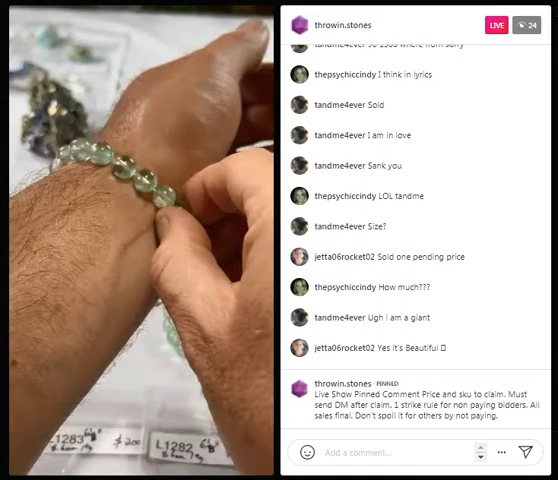 throwin.stones
LIVE
24
tandme4ever
thepsychiccindy I think in lyrics
tandme4ever Sold
tandme4ever I am in love
tandme4ever Sank you
thepsychiccindy LOL tandme
tandme4ever Size?
jetta06rocket02 Sold one pending price
thepsychiccindy How much???
tandme4ever Ugh i am a giant
jetta06rocket02 Yes it's Beautiful
throwin.stones · PINNED
Live Show Pinned Comment Price and sku to claim. Must
send DM after claim. 1 strike rule for non paying bidders. All
sales final. Don't spoil it for others by not paying.
Add a comment...
L1283
$200
L1282